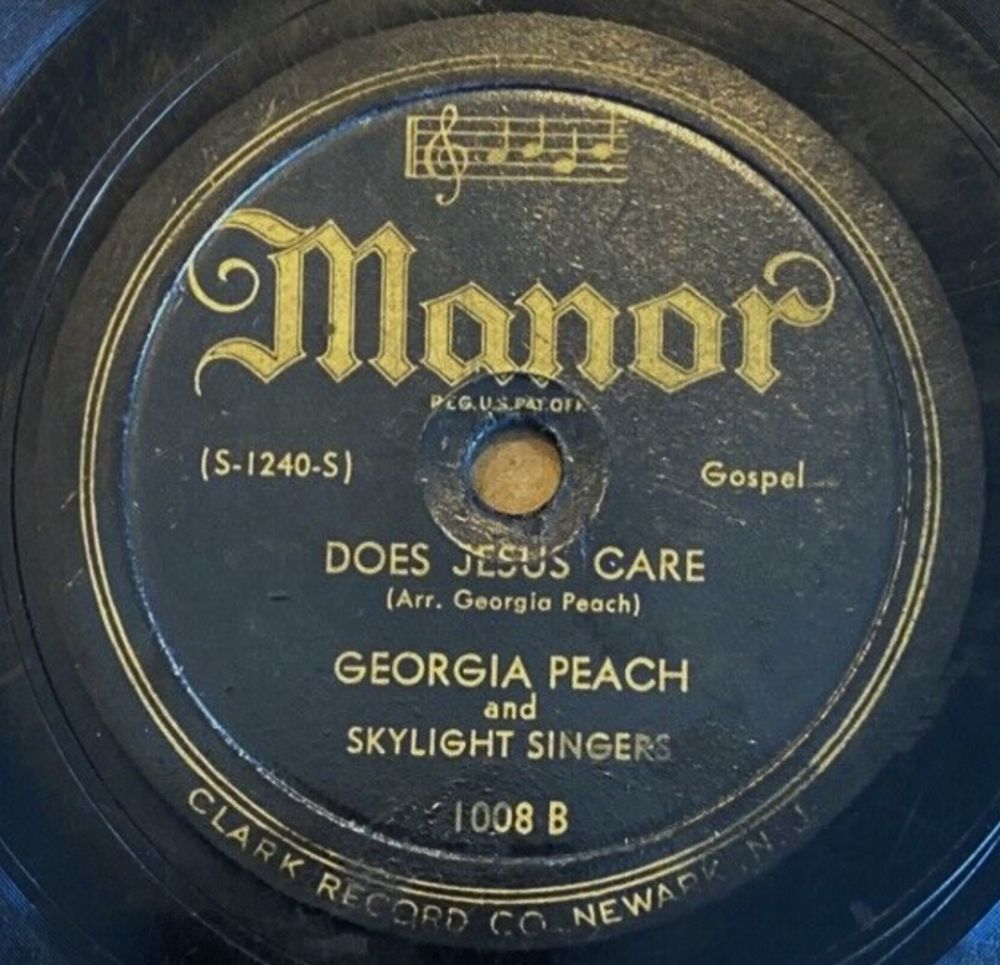 Manor
REG. U.S. PAT. OFF.
(S-1240-S)
Gospel
DOES JESUS CARE
(Arr. Georgia Peach)
GEORGIA PEACH
and
SKYLIGHT SINGERS
1008 B
CLARK RECORD CO. NEWARK, N. J.